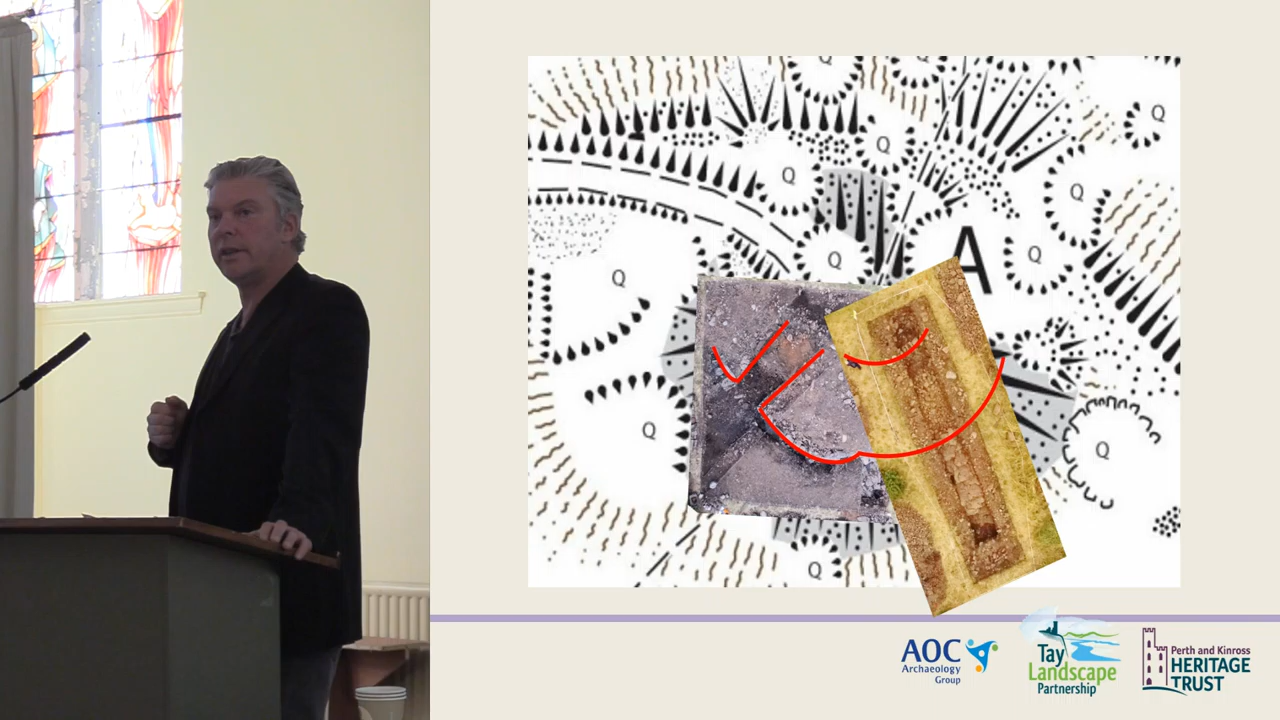 Q
Q
Q
Q
Q
Q
Q
A
Q
Q
Q
Q
Q
Q
AOC
Archaeology
Group
Tay
Landscape
Partnership
Perth and Kinross
HERITAGE
TRUST